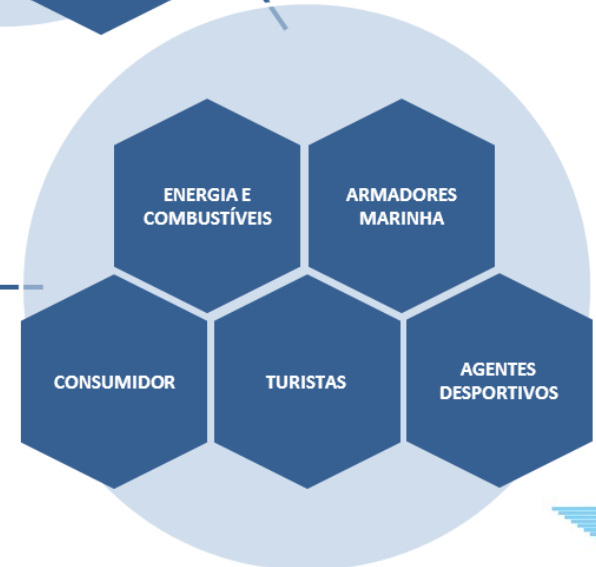 ENERGIA E
COMBUSTÍVEIS
ARMADORES
MARINHA
CONSUMIDOR
TURISTAS
AGENTES
DESPORTIVOS